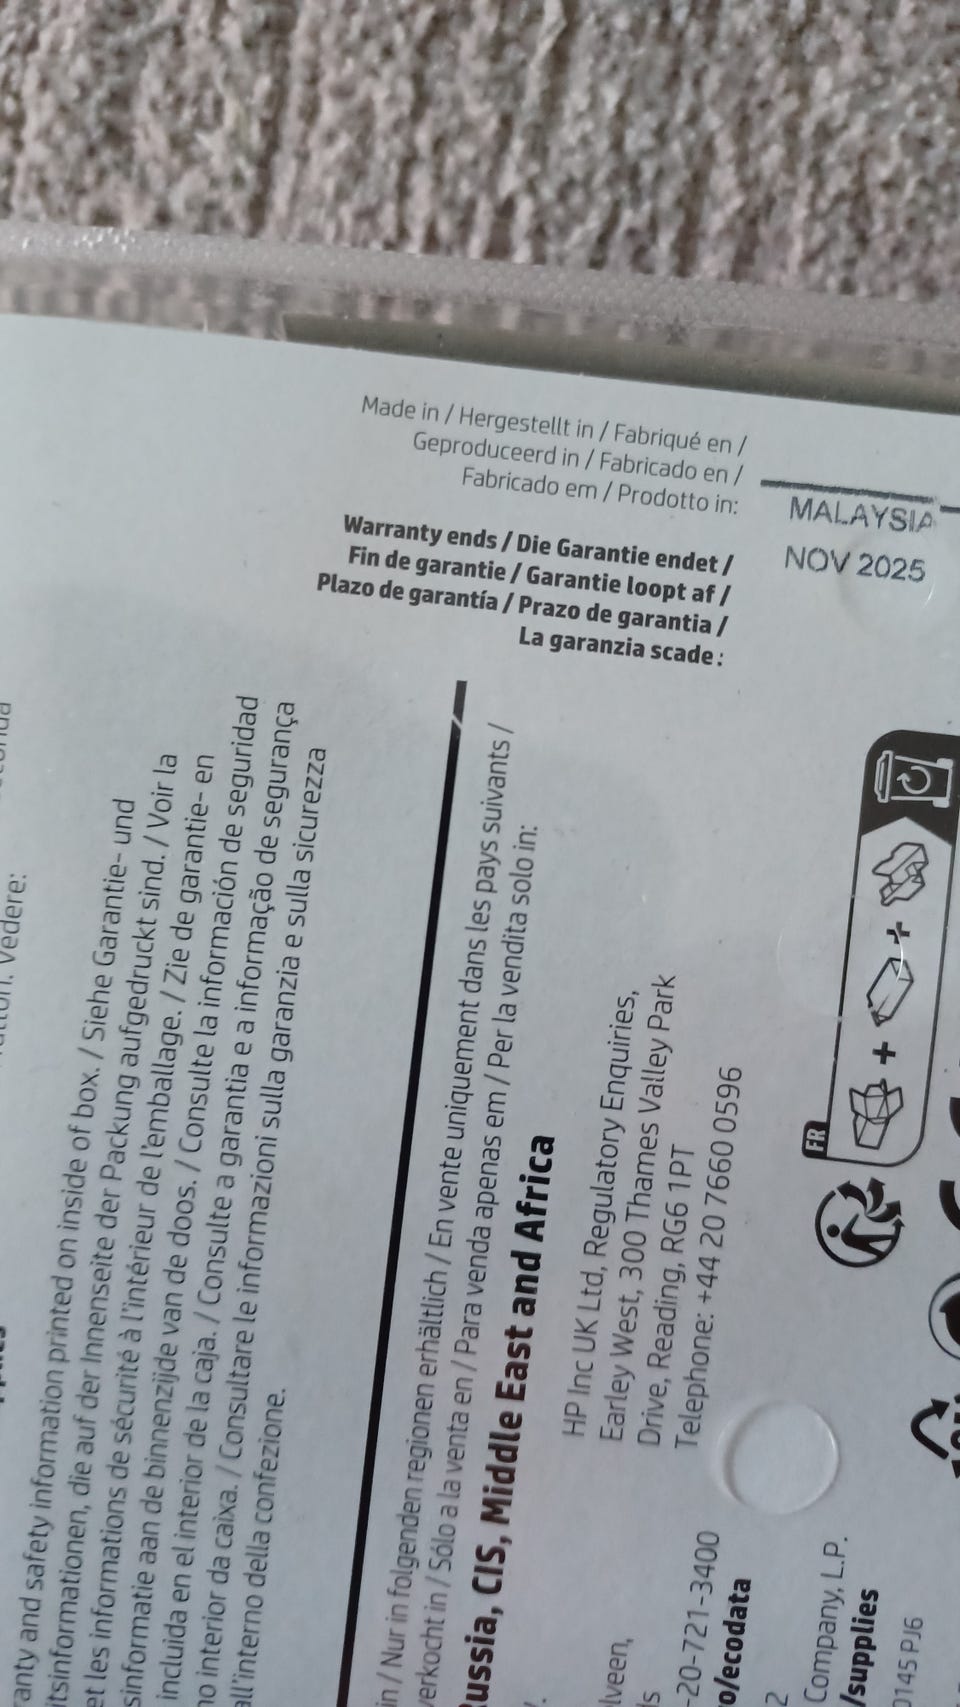 Made in / Hergestellt in / Fabriqué en /
Geproduceerd in / Fabricado en /
Fabricado em / Prodotto in:
MALAYSIA
Warranty ends / Die Garantie endet /
Fin de garantie / Garantie loopt af /
Plazo de garantía / Prazo de garantia /
La garanzia scade:
NOV 2025
Vedere:
and safety information printed on inside of box. / Siehe Garantie- und
die auf der Innenseite der Packung aufgedruckt sind. / Voir la
et les informations de sécurité à l'intérieur de l'emballage. / Zie de garantie- en
aan de binnenzijde van de doos. / Consulte la información de seguridad
incluida en el interior de la caja. / Consulte a garantia e a informação de segurança
no interior da caixa. / Consultare le informazioni sulla garanzia e sulla sicurezza
all'interno della confezione.
in / Nur in folgenden regionen erhältlich / En vente uniquement dans les pays suivants /
verkocht in / Sólo a la venta en / Para venda apenas em / Per la vendita solo in:
Russia, CIS, Middle East and Africa
HP Inc UK Ltd, Regulatory Enquiries,
Earley West, 300 Thames Valley Park
Drive, Reading, RG6 1PT
Telephone: +44 20 7660 0596
-20-721-3400
/ecodata
Company, L.P.
/supplies
145 PJ6
FR